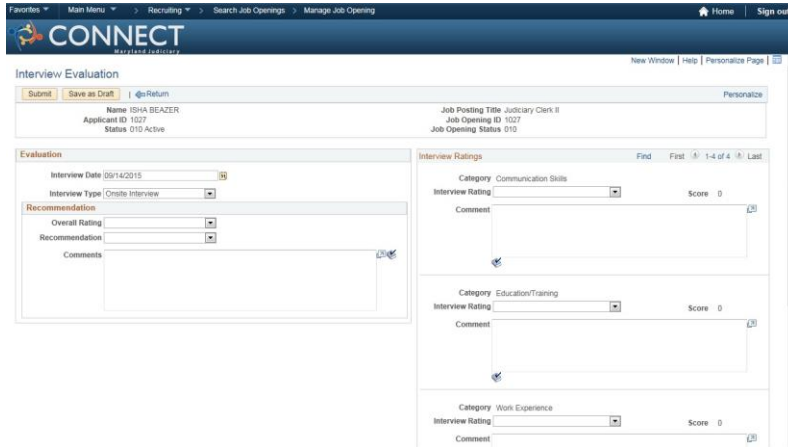 Favorites Main Menu > Recruiting > Search Job Openings > Manage Job Opening Home Sign out
CONNECT
Maryland Judiciary
New Window | Help | Personalize Page |
Interview Evaluation
Submit Save as Draft | Return Personalize
Name ISHA BEAZER Job Posting Title Judiciary Clerk II
Applicant ID 1027 Job Opening ID 1027
Status 010 Active Job Opening Status 010
Evaluation
Interview Date 09/14/2015
Interview Type Onsite Interview
Recommendation
Overall Rating
Recommendation
Comments
Interview Ratings Find First 1-4 of 4 Last
Category Communication Skills
Interview Rating Score 0
Comment
Category Education/Training
Interview Rating Score 0
Comment
Category Work Experience
Interview Rating Score 0
Comment